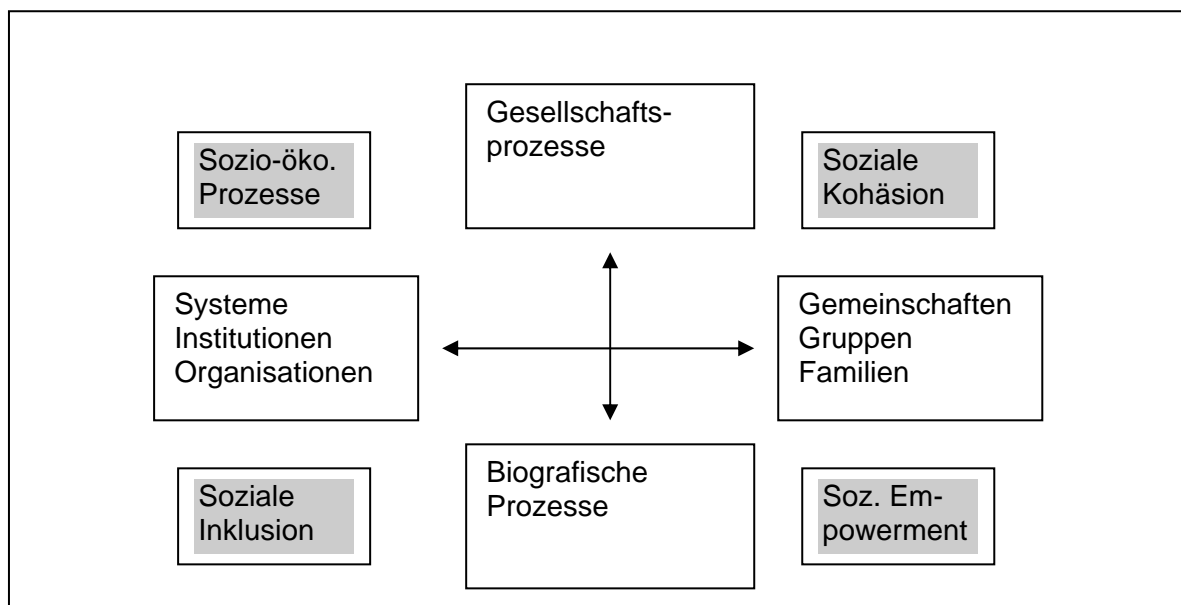 Gesellschafts-
prozesse
Sozio-öko.
Prozesse
Soziale
Kohäsion
Systeme
Institutionen
Organisationen
Gemeinschaften
Gruppen
Familien
Soziale
Inklusion
Biografische
Prozesse
Soz. Em-
powerment